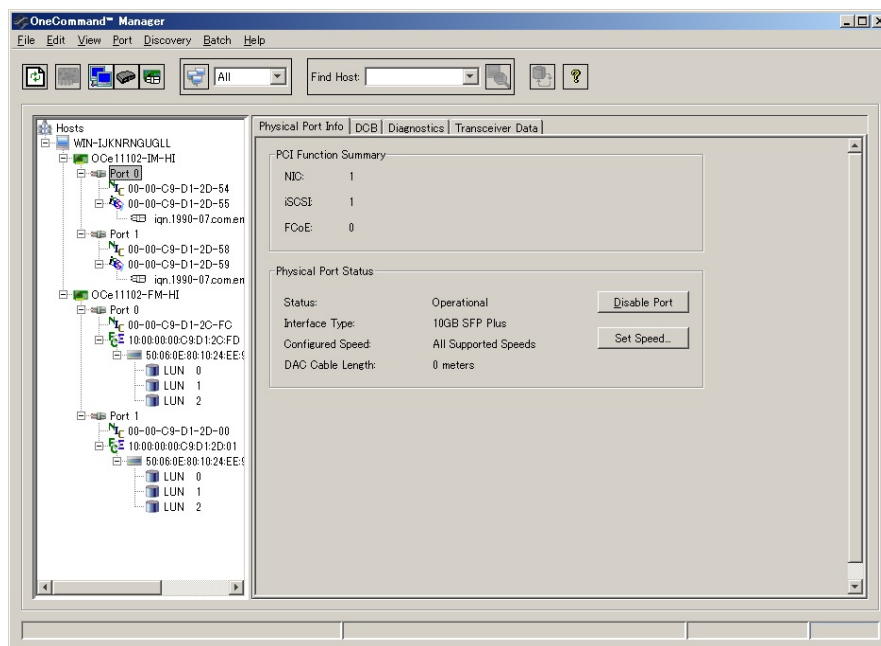 OneCommand™ Manager
File Edit View Port Discovery Batch Help
All
Find Host:
Hosts
WIN-IJKNRNGUGLL
OCe11102-IM-HI
Port 0
00-00-C9-D1-2D-54
00-00-C9-D1-2D-55
iqn.1990-07.com.em
Port 1
00-00-C9-D1-2D-58
00-00-C9-D1-2D-59
iqn.1990-07.com.em
OCe11102-FM-HI
Port 0
00-00-C9-D1-2C-FC
10:00:00:00:C9:D1:2C:FD
50:06:0E:80:10:24:EE:
LUN 0
LUN 1
LUN 2
Port 1
00-00-C9-D1-2D-00
10:00:00:00:C9:D1:2D:01
50:06:0E:80:10:24:EE:
LUN 0
LUN 1
LUN 2
Physical Port Info DCB Diagnostics Transceiver Data
PCI Function Summary
NIC: 1
iSCSI: 1
FCoE: 0
Physical Port Status
Status: Operational
Disable Port
Interface Type: 10GB SFP Plus
Configured Speed: All Supported Speeds
Set Speed...
DAC Cable Length: 0 meters